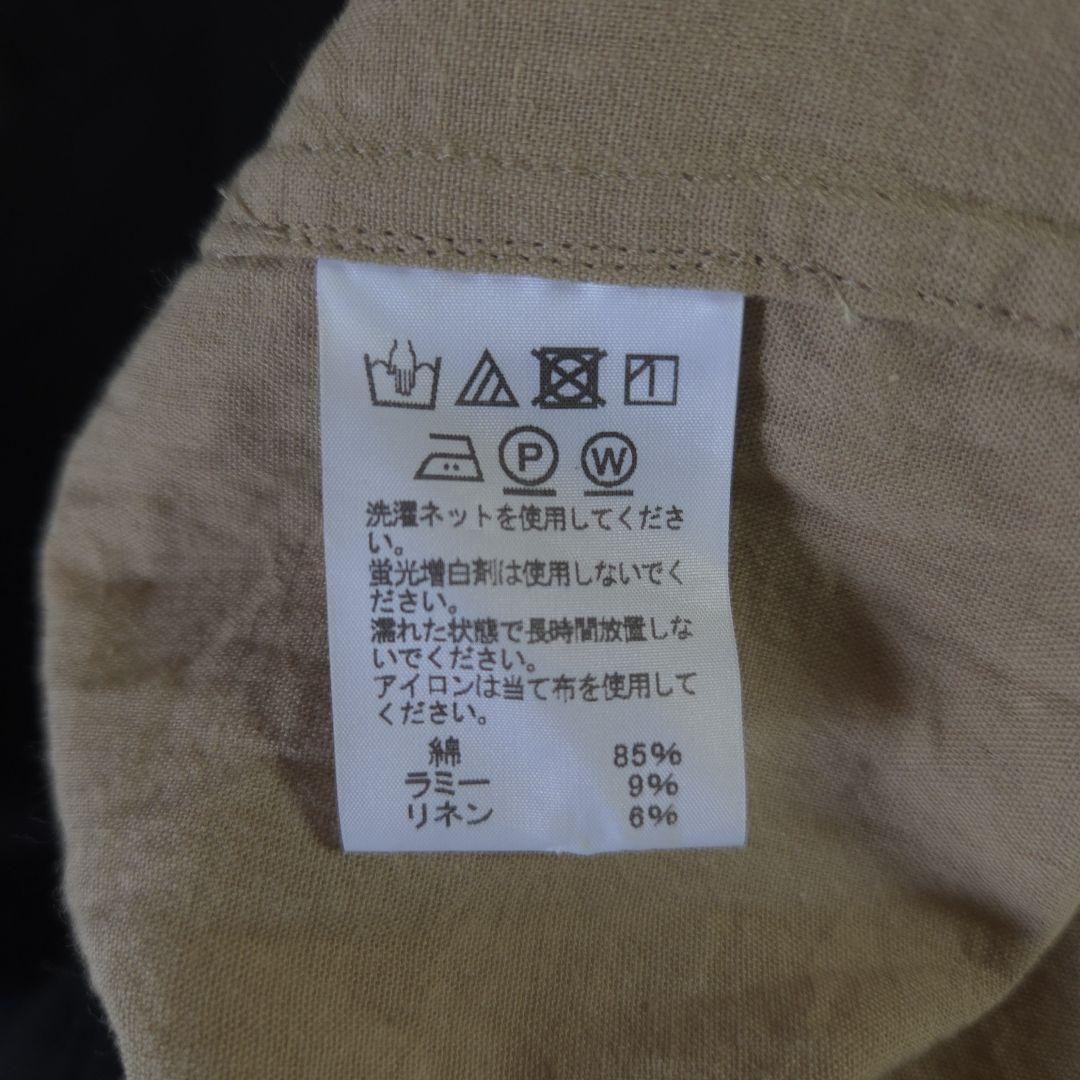 P W
洗濯ネットを使用してくださ
い。
蛍光増白剤は使用しないでく
ださい。
濡れた状態で長時間放置しな
いでください。
アイロンは当て布を使用して
ください。
綿 85%
ラミー 9%
リネン 6%